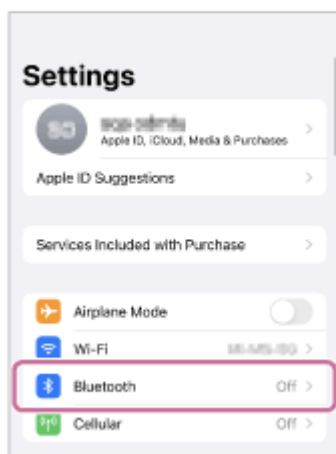 Settings
Apple ID, iCloud, Media & Purchases
Apple ID Suggestions
Services Included with Purchase
Airplane Mode
Wi-Fi
Bluetooth Off
Cellular Off